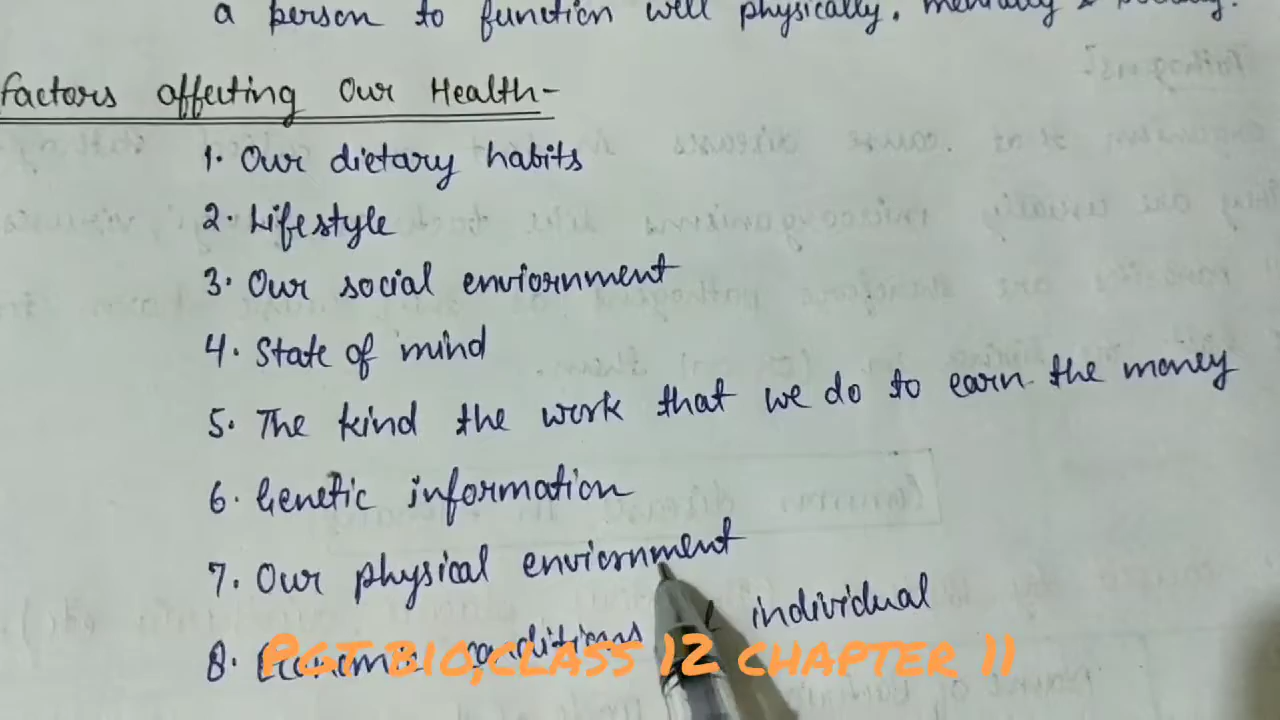 a person to function well physically, mentally &
factors affecting Our Health-
1. Our dietary habits
2. Lifestyle
3. Our social enviornment
4. State of mind
5. The kind the work that we do to earn the money
6. Genetic information
7. Our physical enviornment
8. conditions individual
Pgt bio,class 12 chapter 11